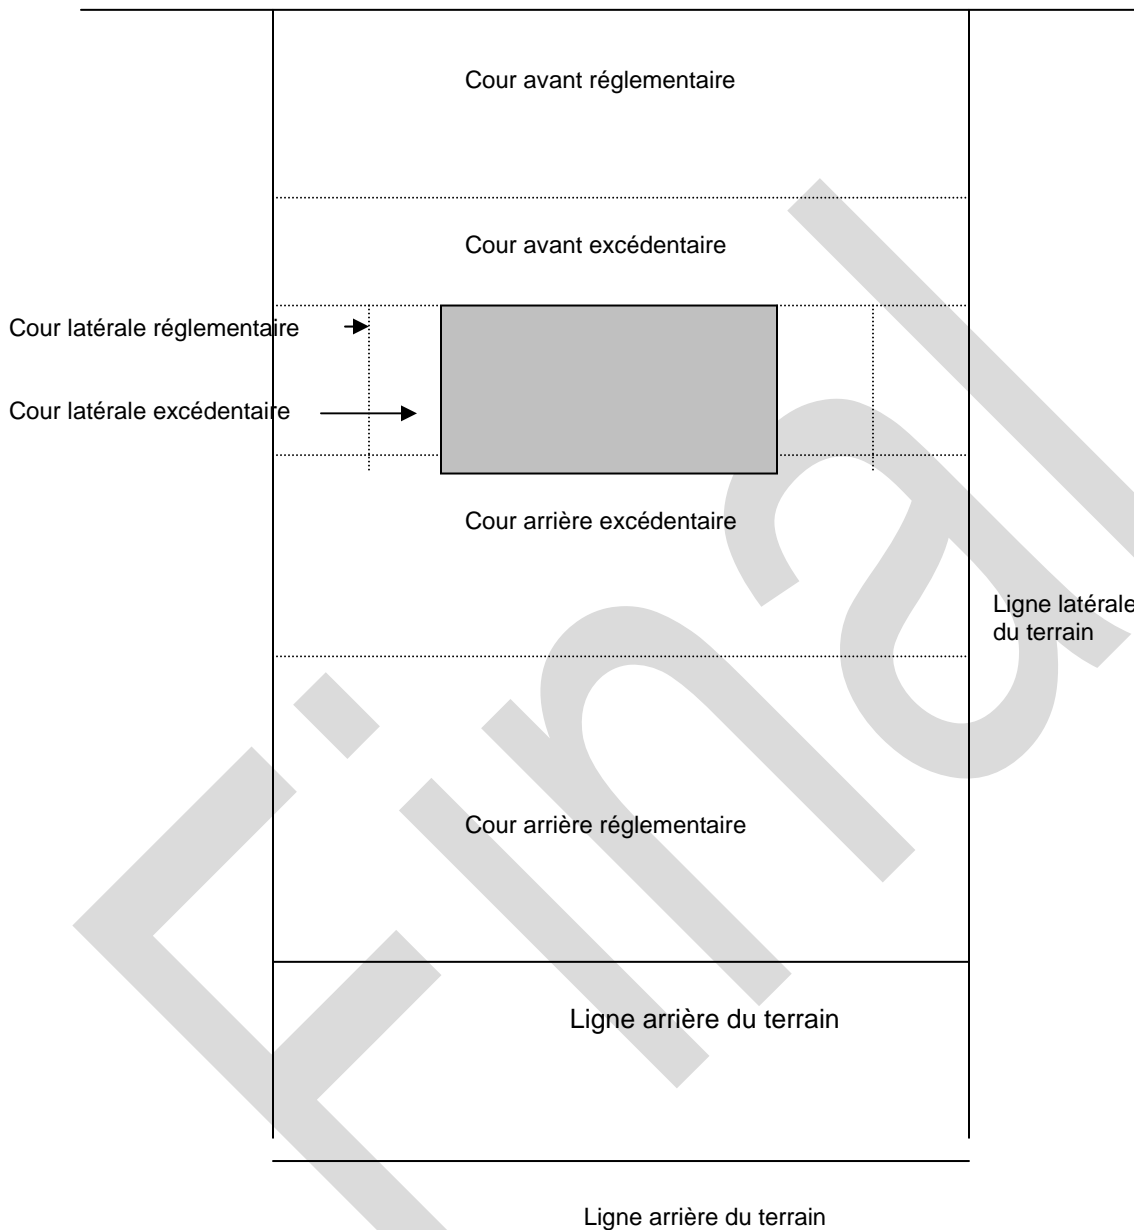 Cour avant réglementaire
Cour avant excédentaire
Cour latérale réglementaire
Cour latérale excédentaire
Cour arrière excédentaire
Ligne latérale
du terrain
Cour arrière réglementaire
Ligne arrière du terrain
Ligne arrière du terrain
Final